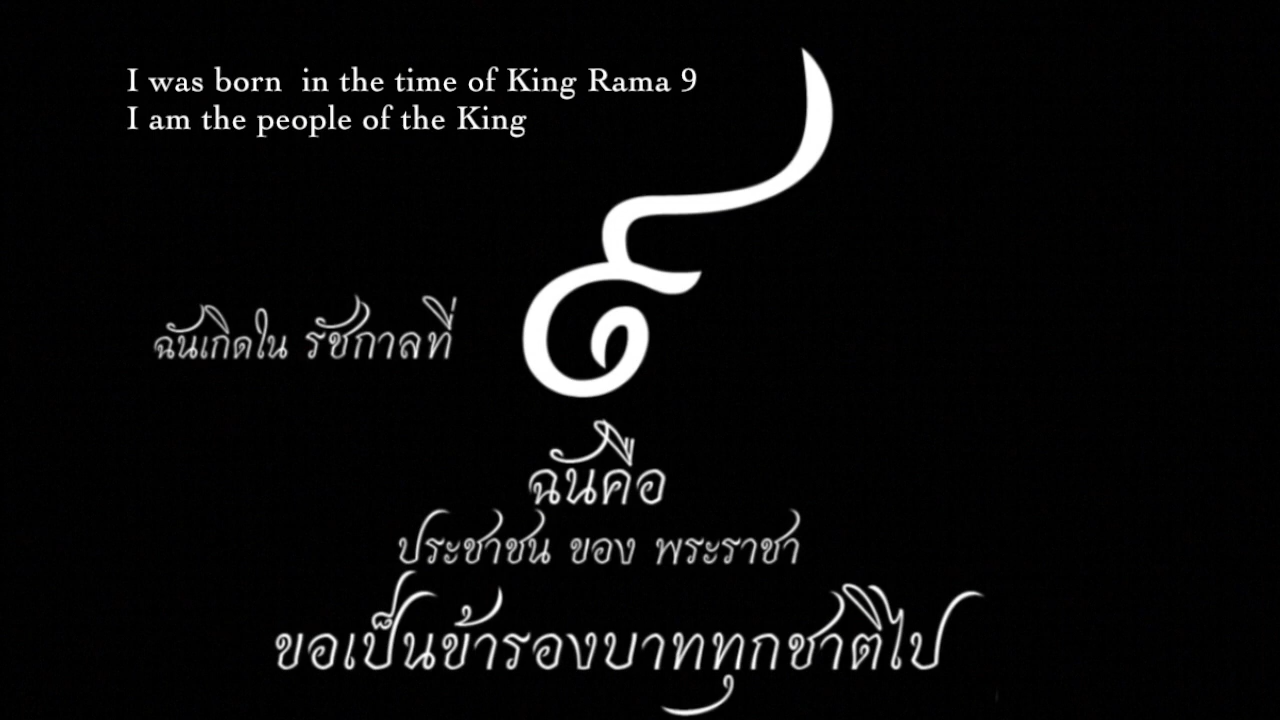 I was born in the time of King Rama 9
I am the people of the King
ฉันเกิดใน รัชกาลที่ ๙
ฉันคือ
ประชาชน ของ พระราชา
ขอเป็นข้ารองบาททุกชาติไป